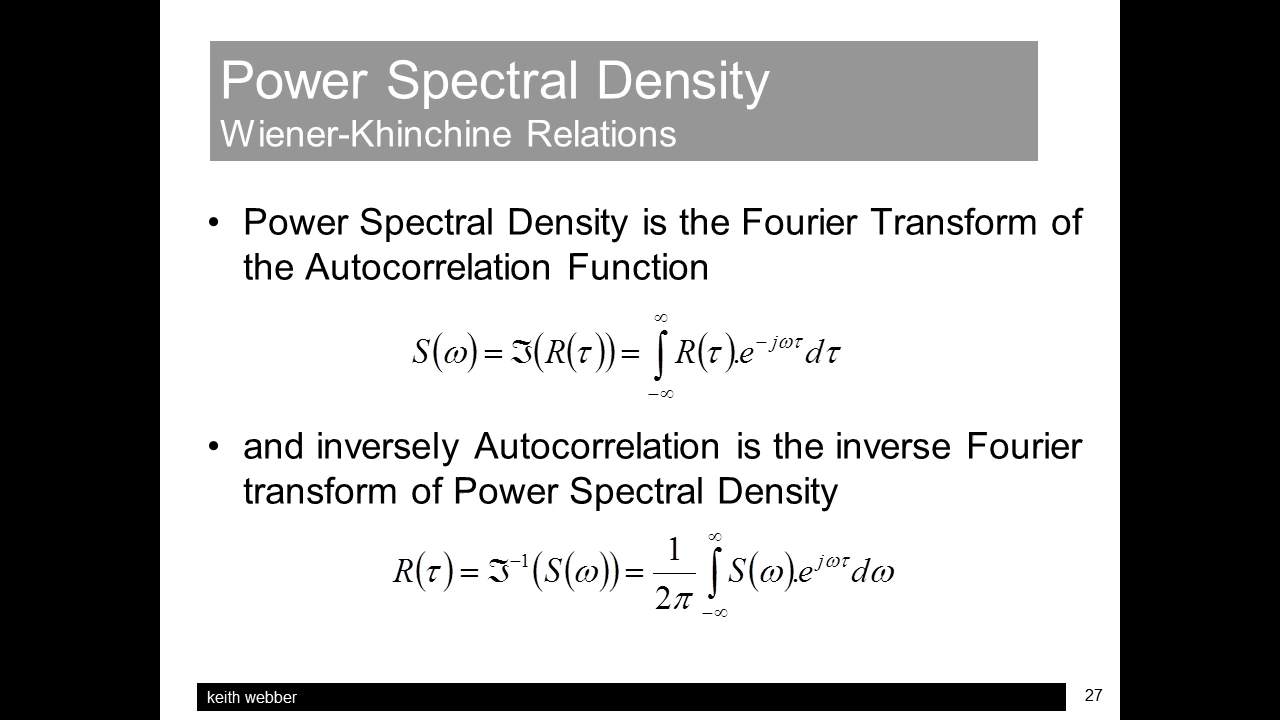 Power Spectral Density
Wiener-Khinchine Relations
• Power Spectral Density is the Fourier Transform of
the Autocorrelation Function
S(ω) = ℑ(R(τ)) = ∫_{−∞}^{∞} R(τ).e^{−jωτ} dτ
• and inversely Autocorrelation is the inverse Fourier
transform of Power Spectral Density
R(τ) = ℑ^{−1}(S(ω)) = \frac{1}{2π} ∫_{−∞}^{∞} S(ω).e^{jωτ} dω
keith webber
27